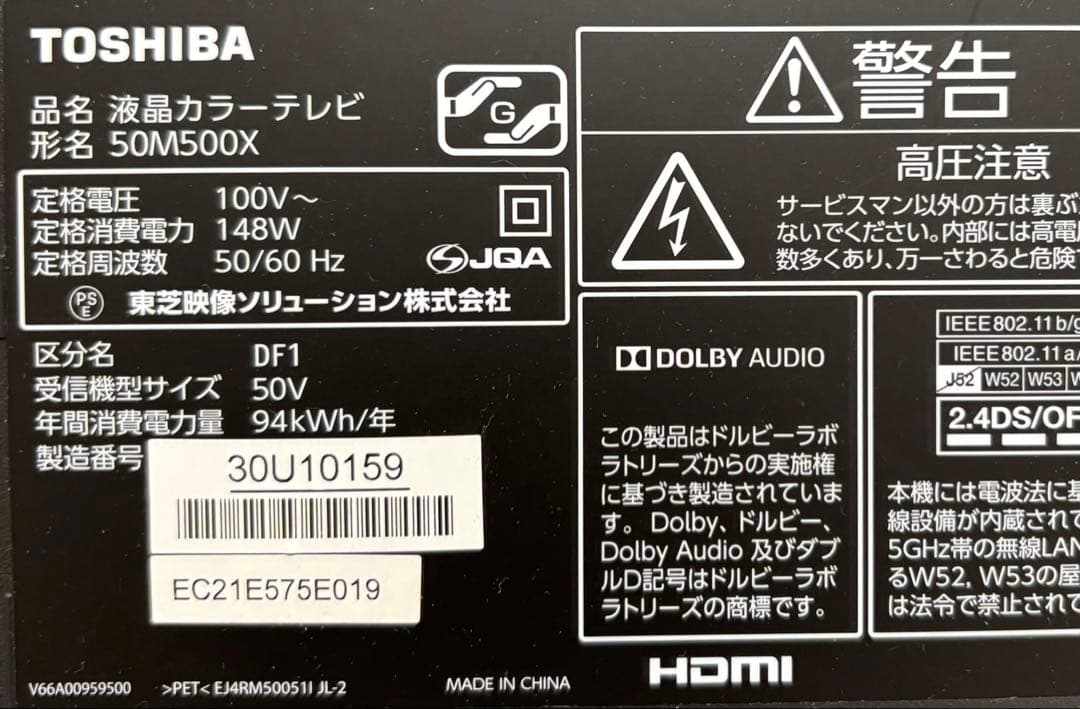 TOSHIBA
品名 液晶カラーテレビ
形名 50M500X
G
定格電圧 100V～
定格消費電力 148W
定格周波数 50/60 Hz
JQA
PS
E
東芝映像ソリューション株式会社
区分名 DF1
受信機型サイズ 50V
年間消費電力量 94kWh/年
製造番号
30U10159
EC21E575E019
V66A00959500 >PET< EJ4RM50051I JL-2
MADE IN CHINA
警告
高圧注意
サービスマン以外の方は裏ぶ
ないでください。内部には高電
数多くあり、万一さわると危険
DOLBY AUDIO
この製品はドルビーラボ
ラトリーズからの実施権
に基づき製造されていま
す。Dolby、ドルビー、
Dolby Audio 及びダブ
ルD記号はドルビーラボ
ラトリーズの商標です。
HDMI
IEEE802.11b/g
IEEE802.11a/
J52 W52 W53
2.4DS/OF
本機には電波法に基
線設備が内蔵されて
5GHz帯の無線LAN
るW52, W53の屋
は法令で禁止されて